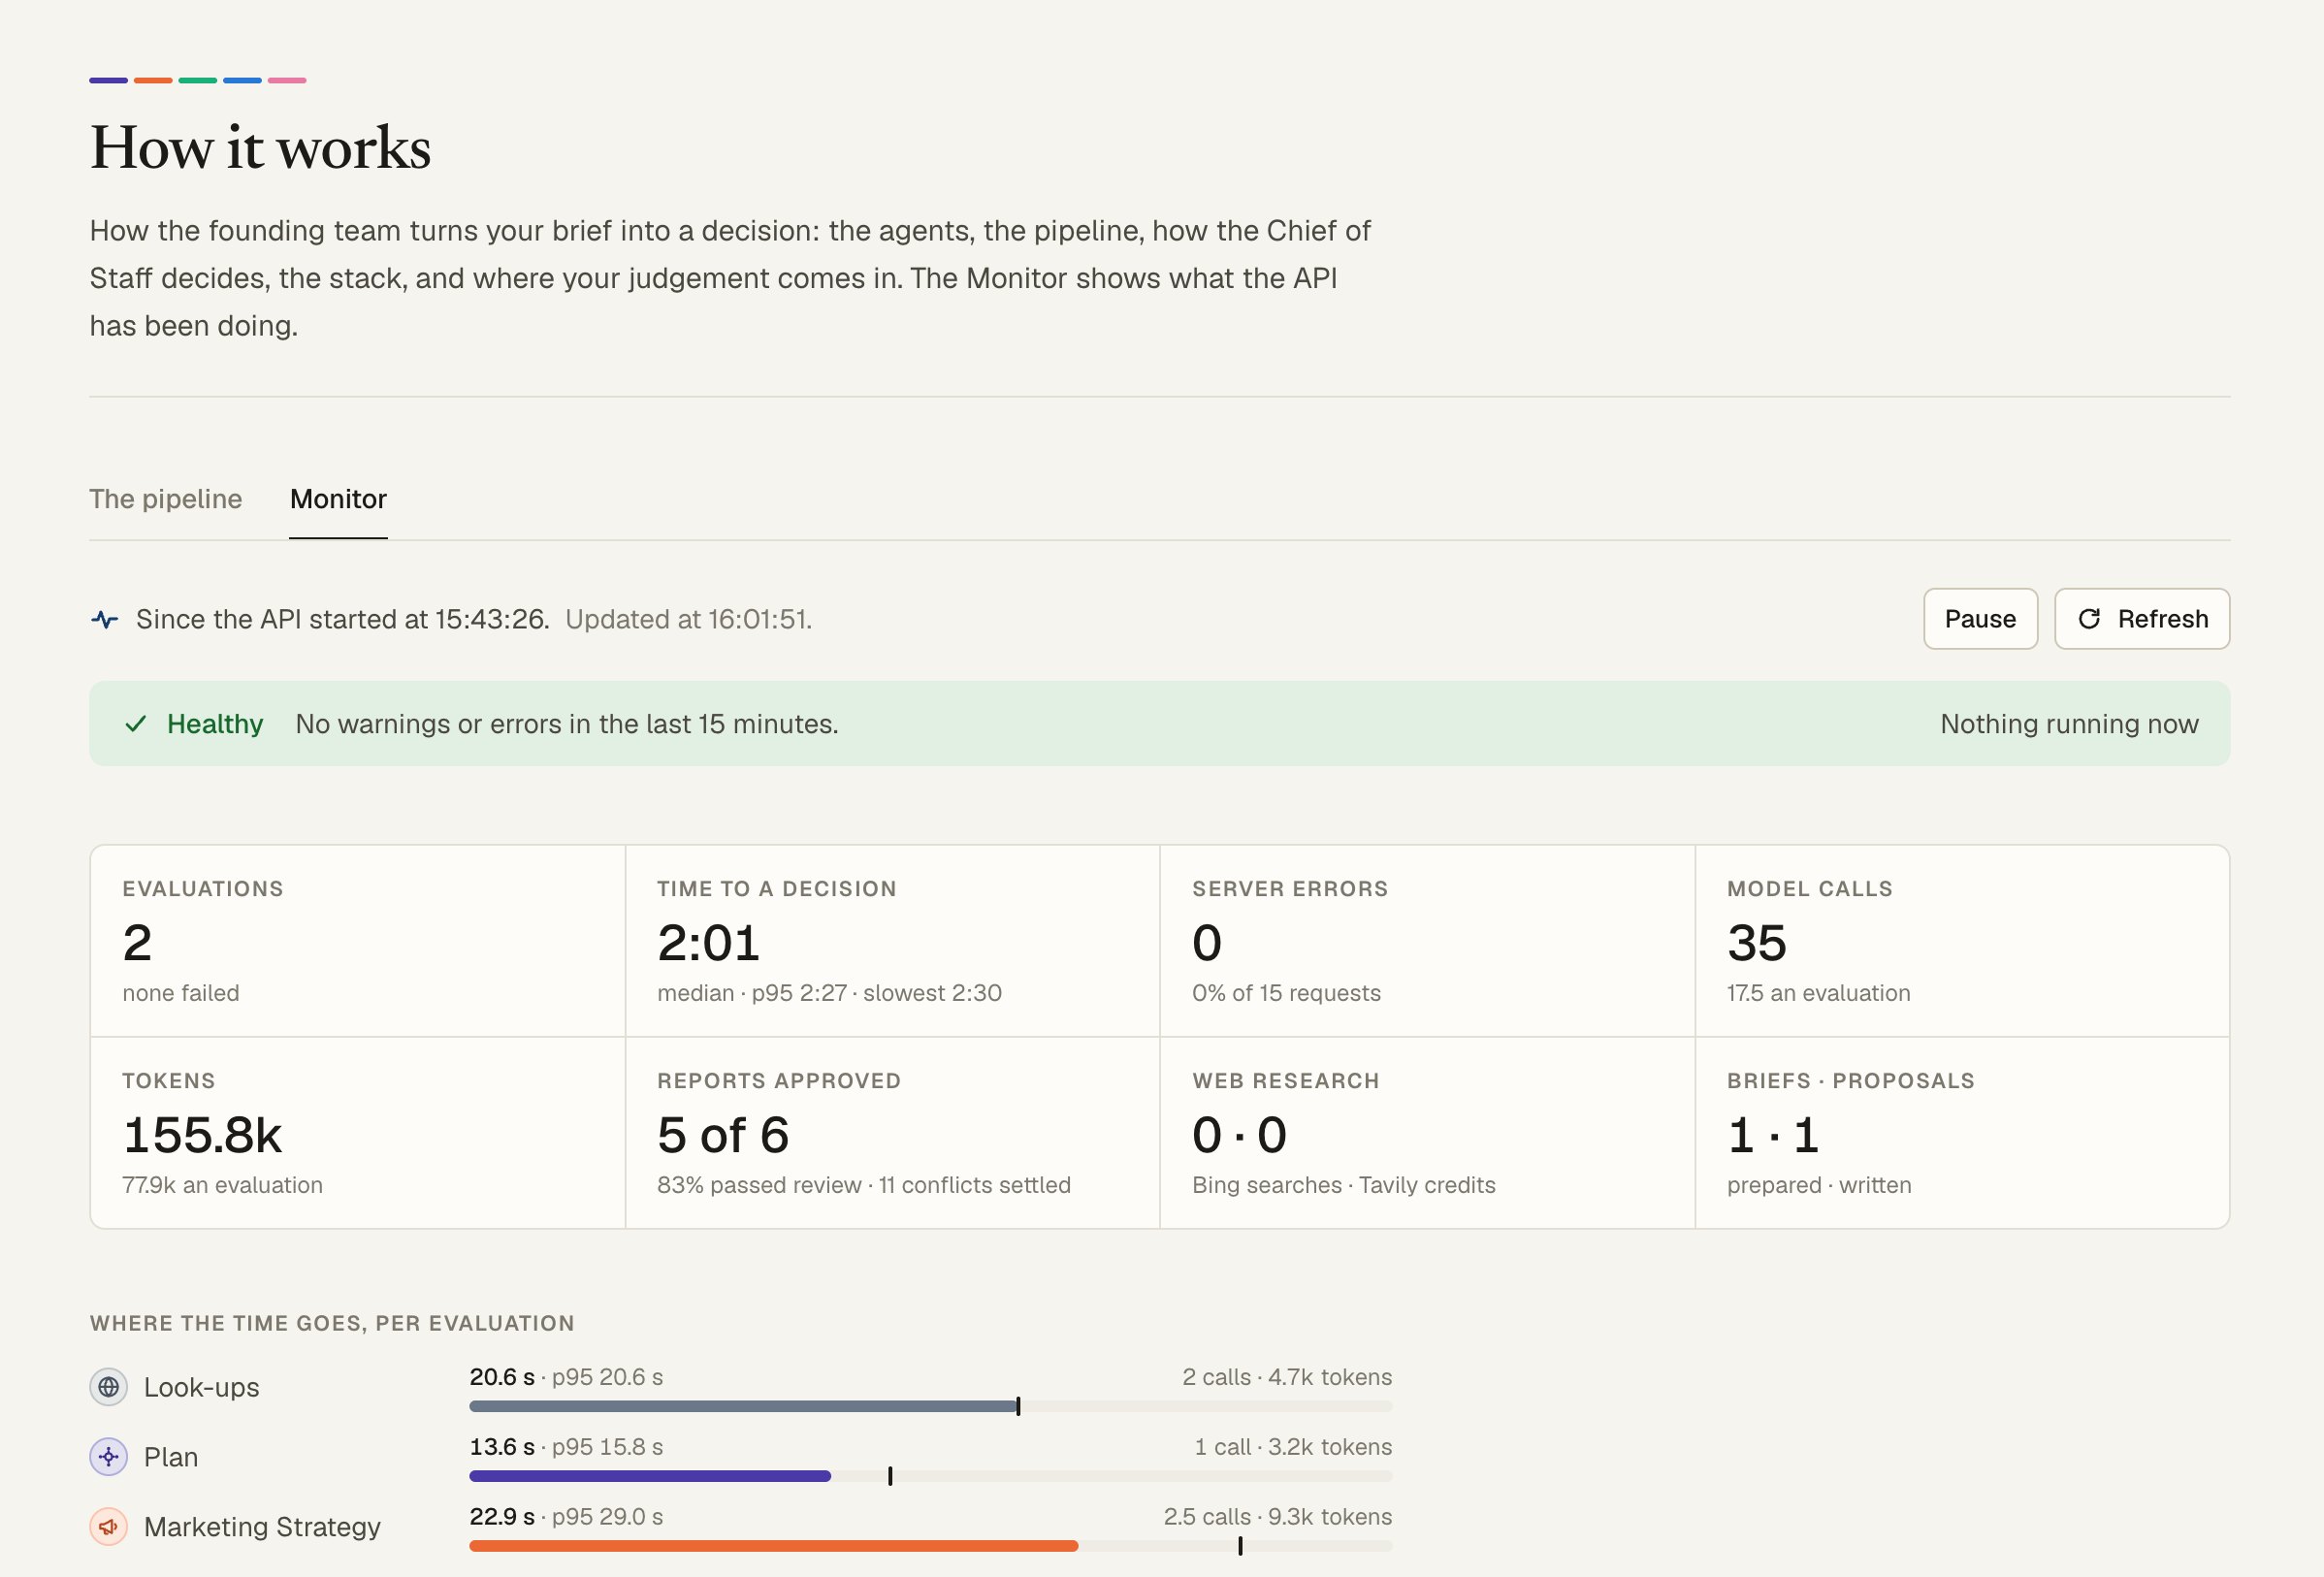 How it works
How the founding team turns your brief into a decision: the agents, the pipeline, how the Chief of
Staff decides, the stack, and where your judgement comes in. The Monitor shows what the API
has been doing.
The pipeline
Monitor
Since the API started at 15:43:26. Updated at 16:01:51.
Pause
Refresh
Healthy No warnings or errors in the last 15 minutes.
Nothing running now
EVALUATIONS
2
none failed
TIME TO A DECISION
2:01
median · p95 2:27 · slowest 2:30
SERVER ERRORS
0
0% of 15 requests
MODEL CALLS
35
17.5 an evaluation
TOKENS
155.8k
77.9k an evaluation
REPORTS APPROVED
5 of 6
83% passed review · 11 conflicts settled
WEB RESEARCH
0 · 0
Bing searches · Tavily credits
BRIEFS · PROPOSALS
1 · 1
prepared · written
WHERE THE TIME GOES, PER EVALUATION
Look-ups
20.6 s · p95 20.6 s
2 calls · 4.7k tokens
Plan
13.6 s · p95 15.8 s
1 call · 3.2k tokens
Marketing Strategy
22.9 s · p95 29.0 s
2.5 calls · 9.3k tokens